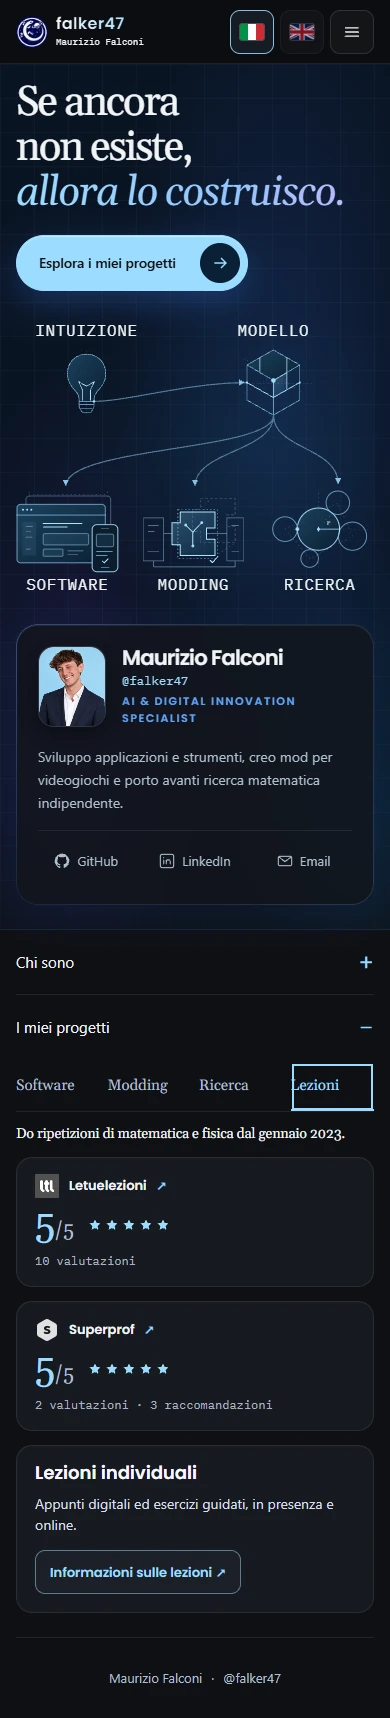 falker47
Maurizio Falconi
Se ancora
non esiste,
allora lo costruisco.
Esplora i miei progetti
INTUIZIONE
MODELLO
SOFTWARE
MODDING
RICERCA
Maurizio Falconi
@falker47
AI & DIGITAL INNOVATION
SPECIALIST
Sviluppo applicazioni e strumenti, creo mod per
videogiochi e porto avanti ricerca matematica
indipendente.
GitHub
LinkedIn
Email
Chi sono
I miei progetti
Software
Modding
Ricerca
Lezioni
Do ripetizioni di matematica e fisica dal gennaio 2023.
Letuelezioni ↗
5/5 ★ ★ ★ ★ ★
10 valutazioni
S
Superprof ↗
5/5 ★ ★ ★ ★ ★
2 valutazioni · 3 raccomandazioni
Lezioni individuali
Appunti digitali ed esercizi guidati, in presenza e
online.
Informazioni sulle lezioni ↗
Maurizio Falconi · @falker47